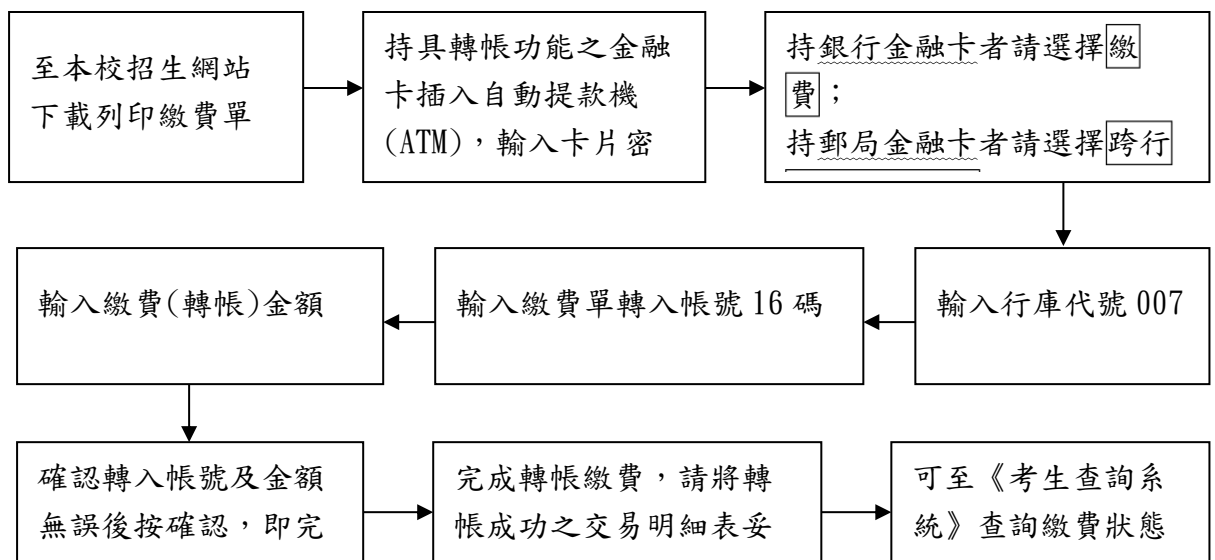 至本校招生網站
下載列印繳費單
持具轉帳功能之金融
卡插入自動提款機
(ATM)，輸入卡片密
持銀行金融卡者請選擇繳
費；
持郵局金融卡者請選擇跨行
輸入行庫代號 007
輸入繳費單轉入帳號 16 碼
輸入繳費(轉帳)金額
確認轉入帳號及金額
無誤後按確認，即完
完成轉帳繳費，請將轉
帳成功之交易明細表妥
可至《考生查詢系
統》查詢繳費狀態